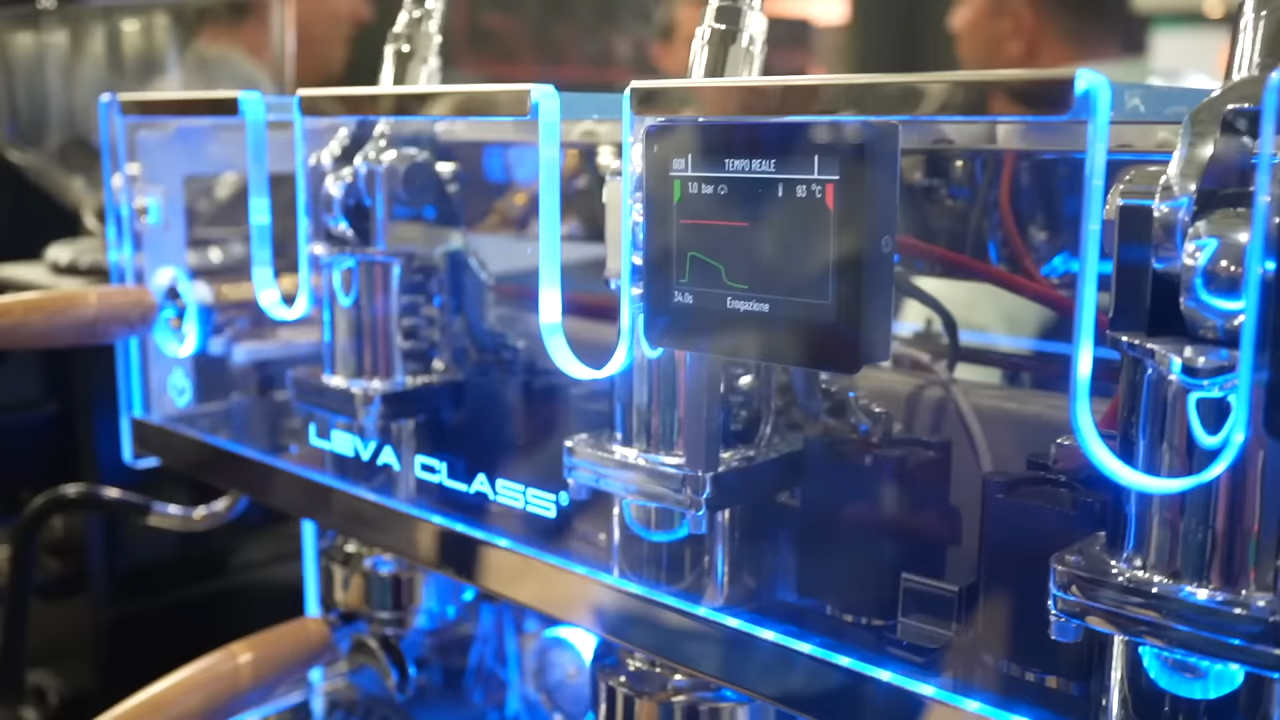 G01 TEMPO REALE
1.0 bar 93 °C
34.0s Erogazione
LEVA CLASS®